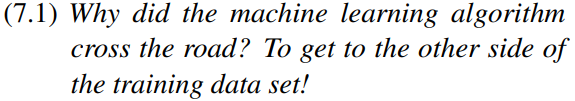 (7.1) Why did the machine learning algorithm
cross the road? To get to the other side of
the training data set!